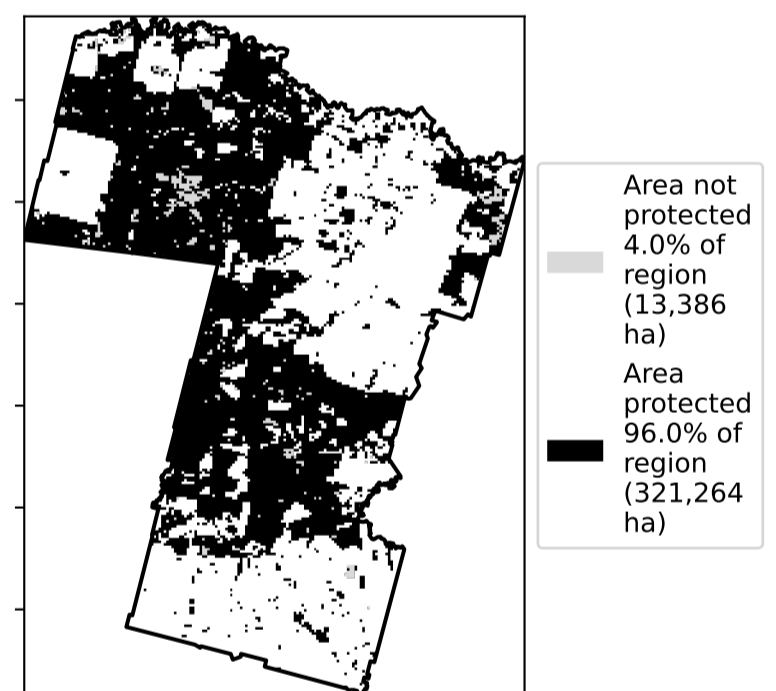 Area not
protected
4.0% of
region
(13,386
ha)
Area
protected
96.0% of
region
(321,264
ha)